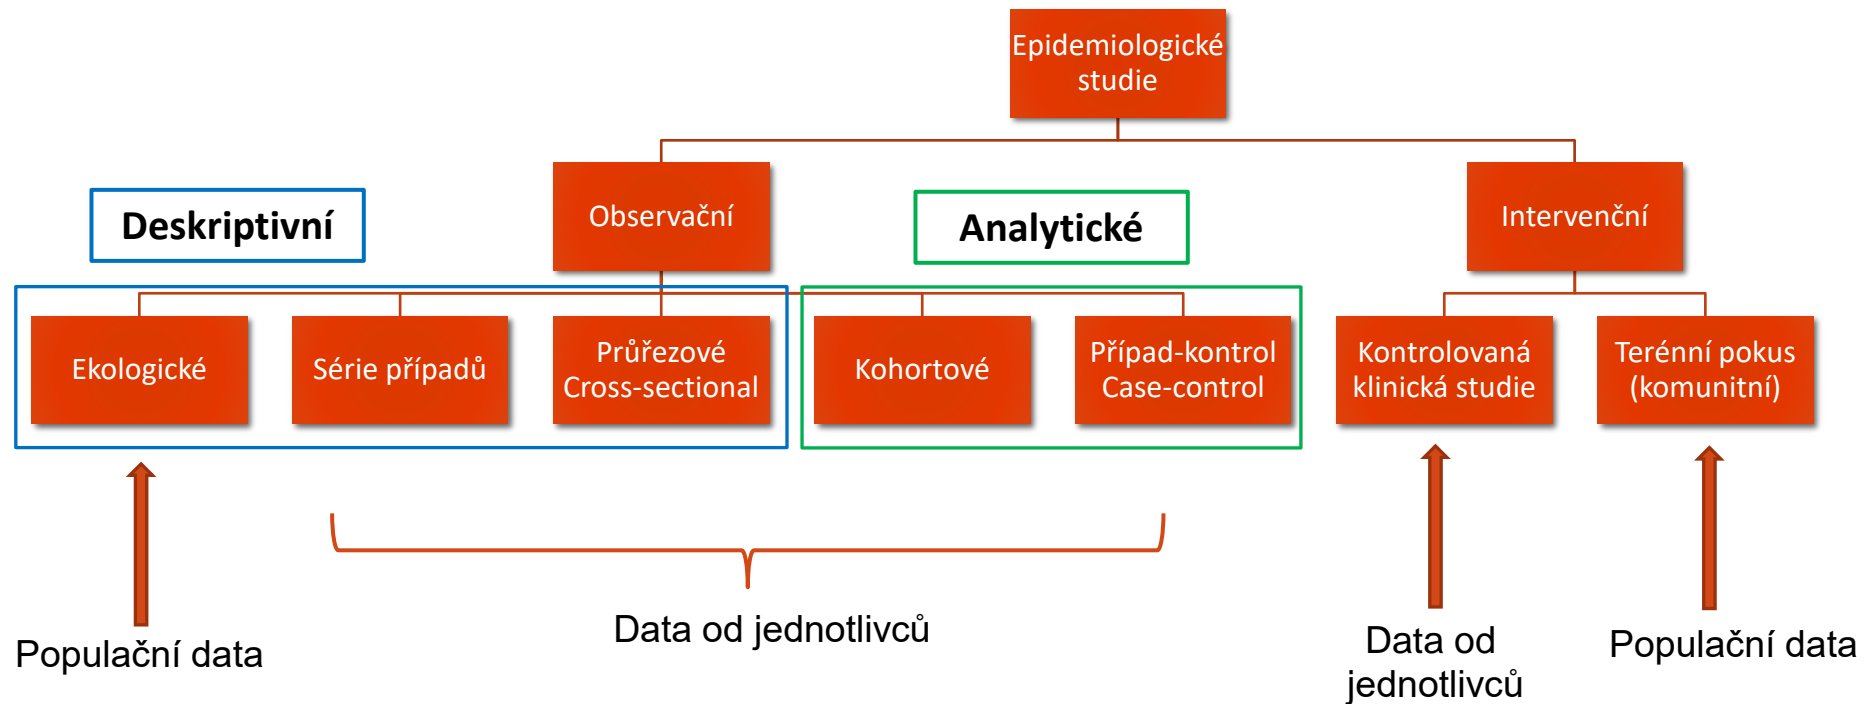 Epidemiologické
studie
Deskriptivní
Observační
Analytické
Intervenční
Ekologické
Série případů
Průřezové
Cross-sectional
Kohortové
Případ-kontrol
Case-control
Kontrolovaná
klinická studie
Terénní pokus
(komunitní)
Populační data
Data od jednotlivců
Data od
jednotlivců
Populační data